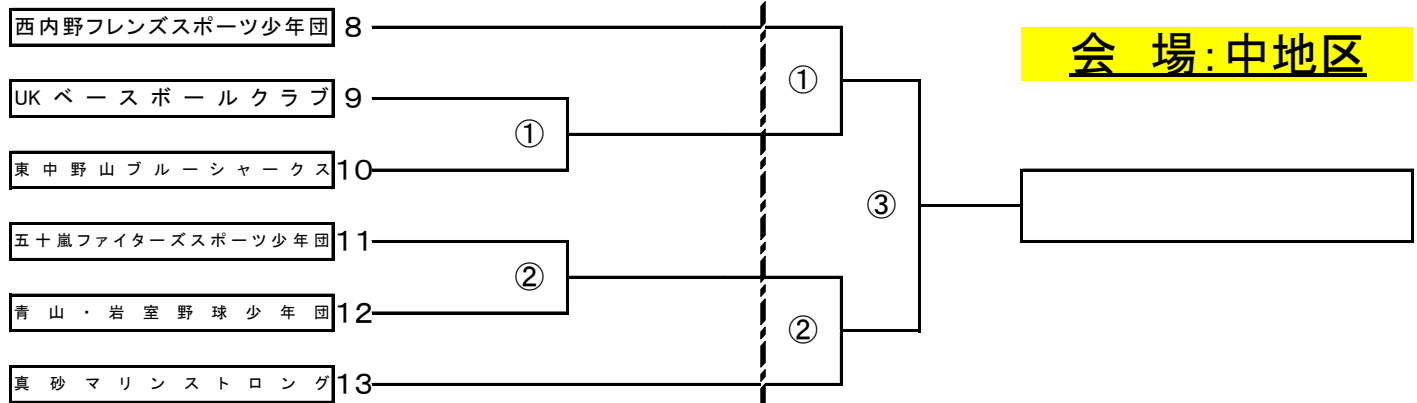 西内野フレンズスポーツ少年団 8
会 場:中地区
①
UK ベースボールクラブ 9
①
東中野山ブルーシャークス 10
③
五十嵐ファイターズスポーツ少年団 11
②
青山・岩室野球少年団 12
②
真砂マリンストロング 13